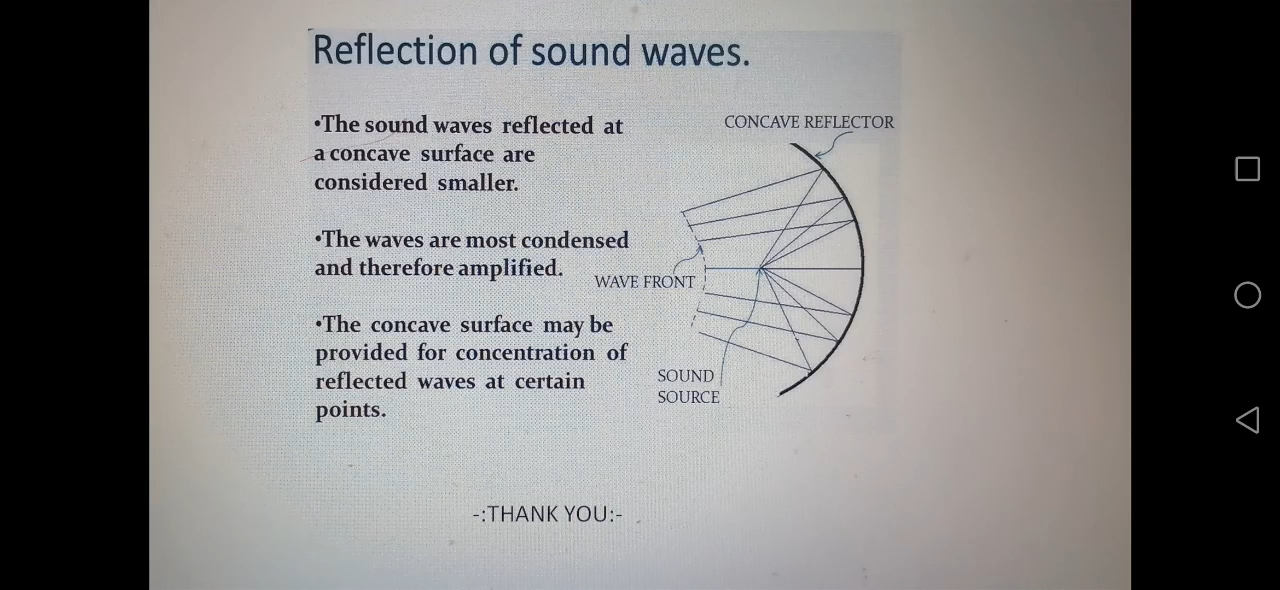 Reflection of sound waves.
•The sound waves reflected at
a concave surface are
considered smaller.
•The waves are most condensed
and therefore amplified.
•The concave surface may be
provided for concentration of
reflected waves at certain
points.
CONCAVE REFLECTOR
WAVE FRONT
SOUND
SOURCE
-:THANK YOU:-